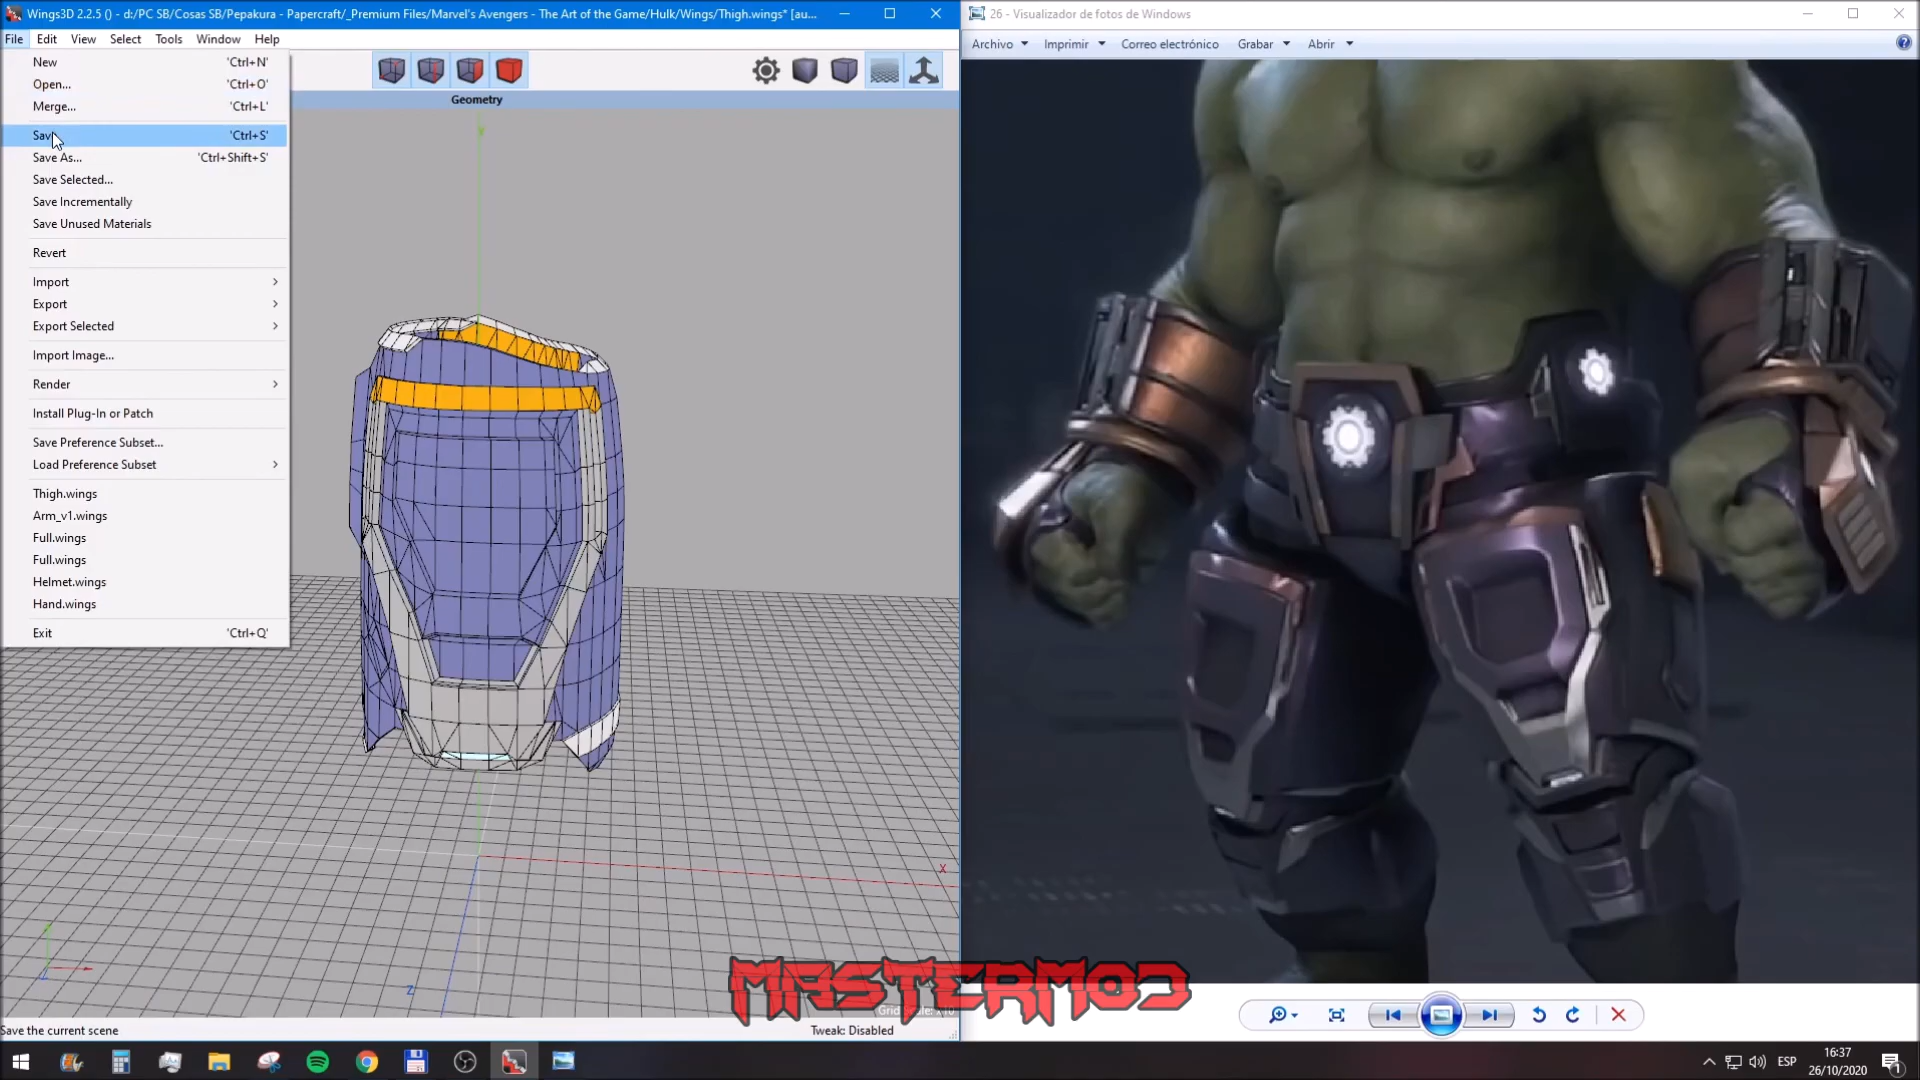 Wings3D 2.2.5 () - d:/PC SB/Cosas SB/Pepakura - Papercraft/_Premium Files/Marvel's Avengers - The Art of the Game/Hulk/Wings/Thigh.wings* [au...
File Edit View Select Tools Window Help
New 'Ctrl+N'
Open... 'Ctrl+O'
Merge... 'Ctrl+L'
Save 'Ctrl+S'
Save As... 'Ctrl+Shift+S'
Save Selected...
Save Incrementally
Save Unused Materials
Revert
Import
Export
Export Selected
Import Image...
Render
Install Plug-In or Patch
Save Preference Subset...
Load Preference Subset
Thigh.wings
Arm_v1.wings
Full.wings
Full.wings
Helmet.wings
Hand.wings
Exit 'Ctrl+Q'
Geometry
Y
X
Z
Save the current scene
Tweak: Disabled
26 - Visualizador de fotos de Windows
Archivo Imprimir Correo electrónico Grabar Abrir
MASTERMOD
ESP
16:37
26/10/2020
1